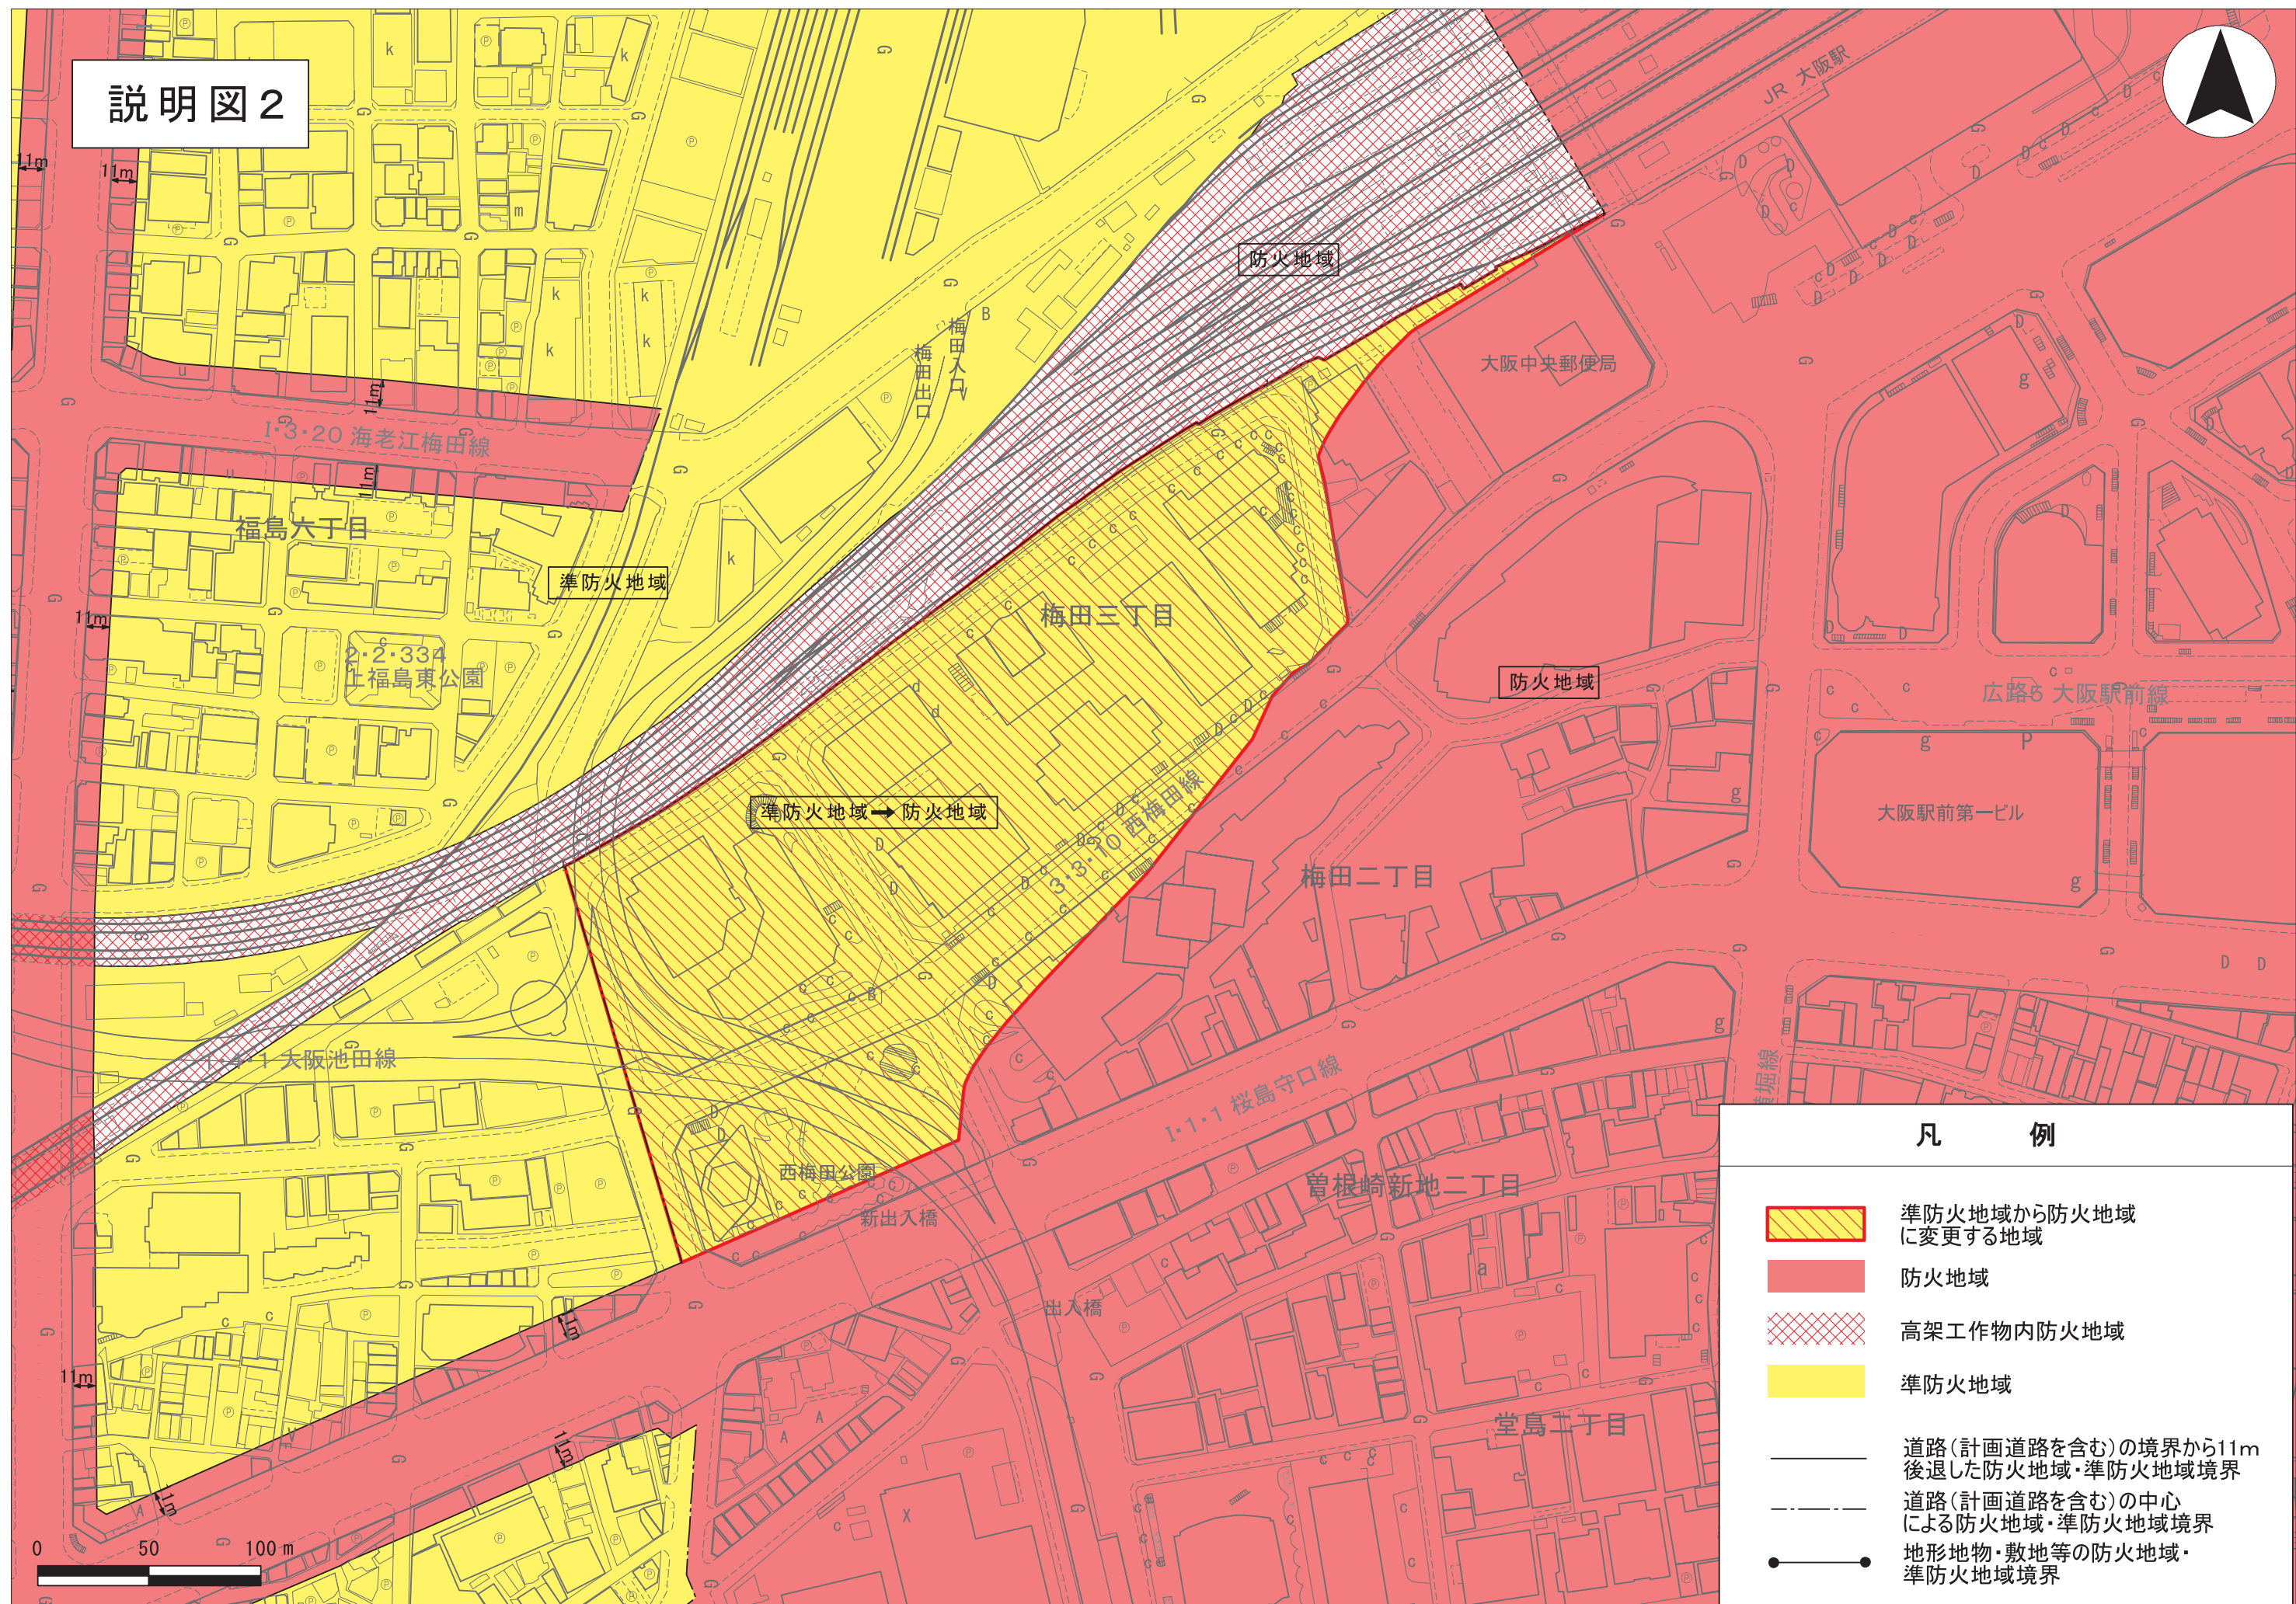 説明図2
11m
11m
JR 大阪駅
防火地域
梅田入口
梅田出口
大阪中央郵便局
11m
I・3・20 海老江梅田線
11m
福島六丁目
準防火地域
梅田三丁目
11m
2・2・334
上福島東公園
防火地域
広路5 大阪駅前線
準防火地域➡防火地域
3・3・10 西梅田線
大阪駅前第一ビル
梅田二丁目
1・4・1 大阪池田線
I・1・1 桜島守口線
堀線
西梅田公園
新出入橋
曽根崎新地二丁目
出入橋
11m
11m
堂島二丁目
11m
11m
0 50 100 m
凡 例
準防火地域から防火地域
に変更する地域
防火地域
高架工作物内防火地域
準防火地域
道路(計画道路を含む)の境界から11m
後退した防火地域・準防火地域境界
道路(計画道路を含む)の中心
による防火地域・準防火地域境界
地形地物・敷地等の防火地域・
準防火地域境界